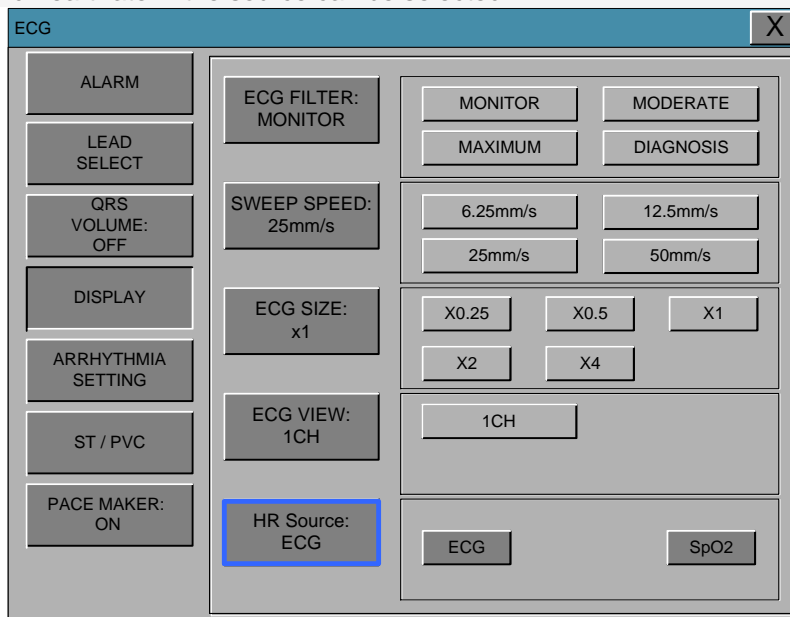 ECG
X
ALARM
LEAD
SELECT
QRS
VOLUME:
OFF
DISPLAY
ARRHYTHMIA
SETTING
ST / PVC
PACE MAKER:
ON
ECG FILTER:
MONITOR
MONITOR
MODERATE
MAXIMUM
DIAGNOSIS
SWEEP SPEED:
25mm/s
6.25mm/s
12.5mm/s
25mm/s
50mm/s
ECG SIZE:
x1
X0.25
X0.5
X1
X2
X4
ECG VIEW:
1CH
1CH
HR Source:
ECG
ECG
SpO2